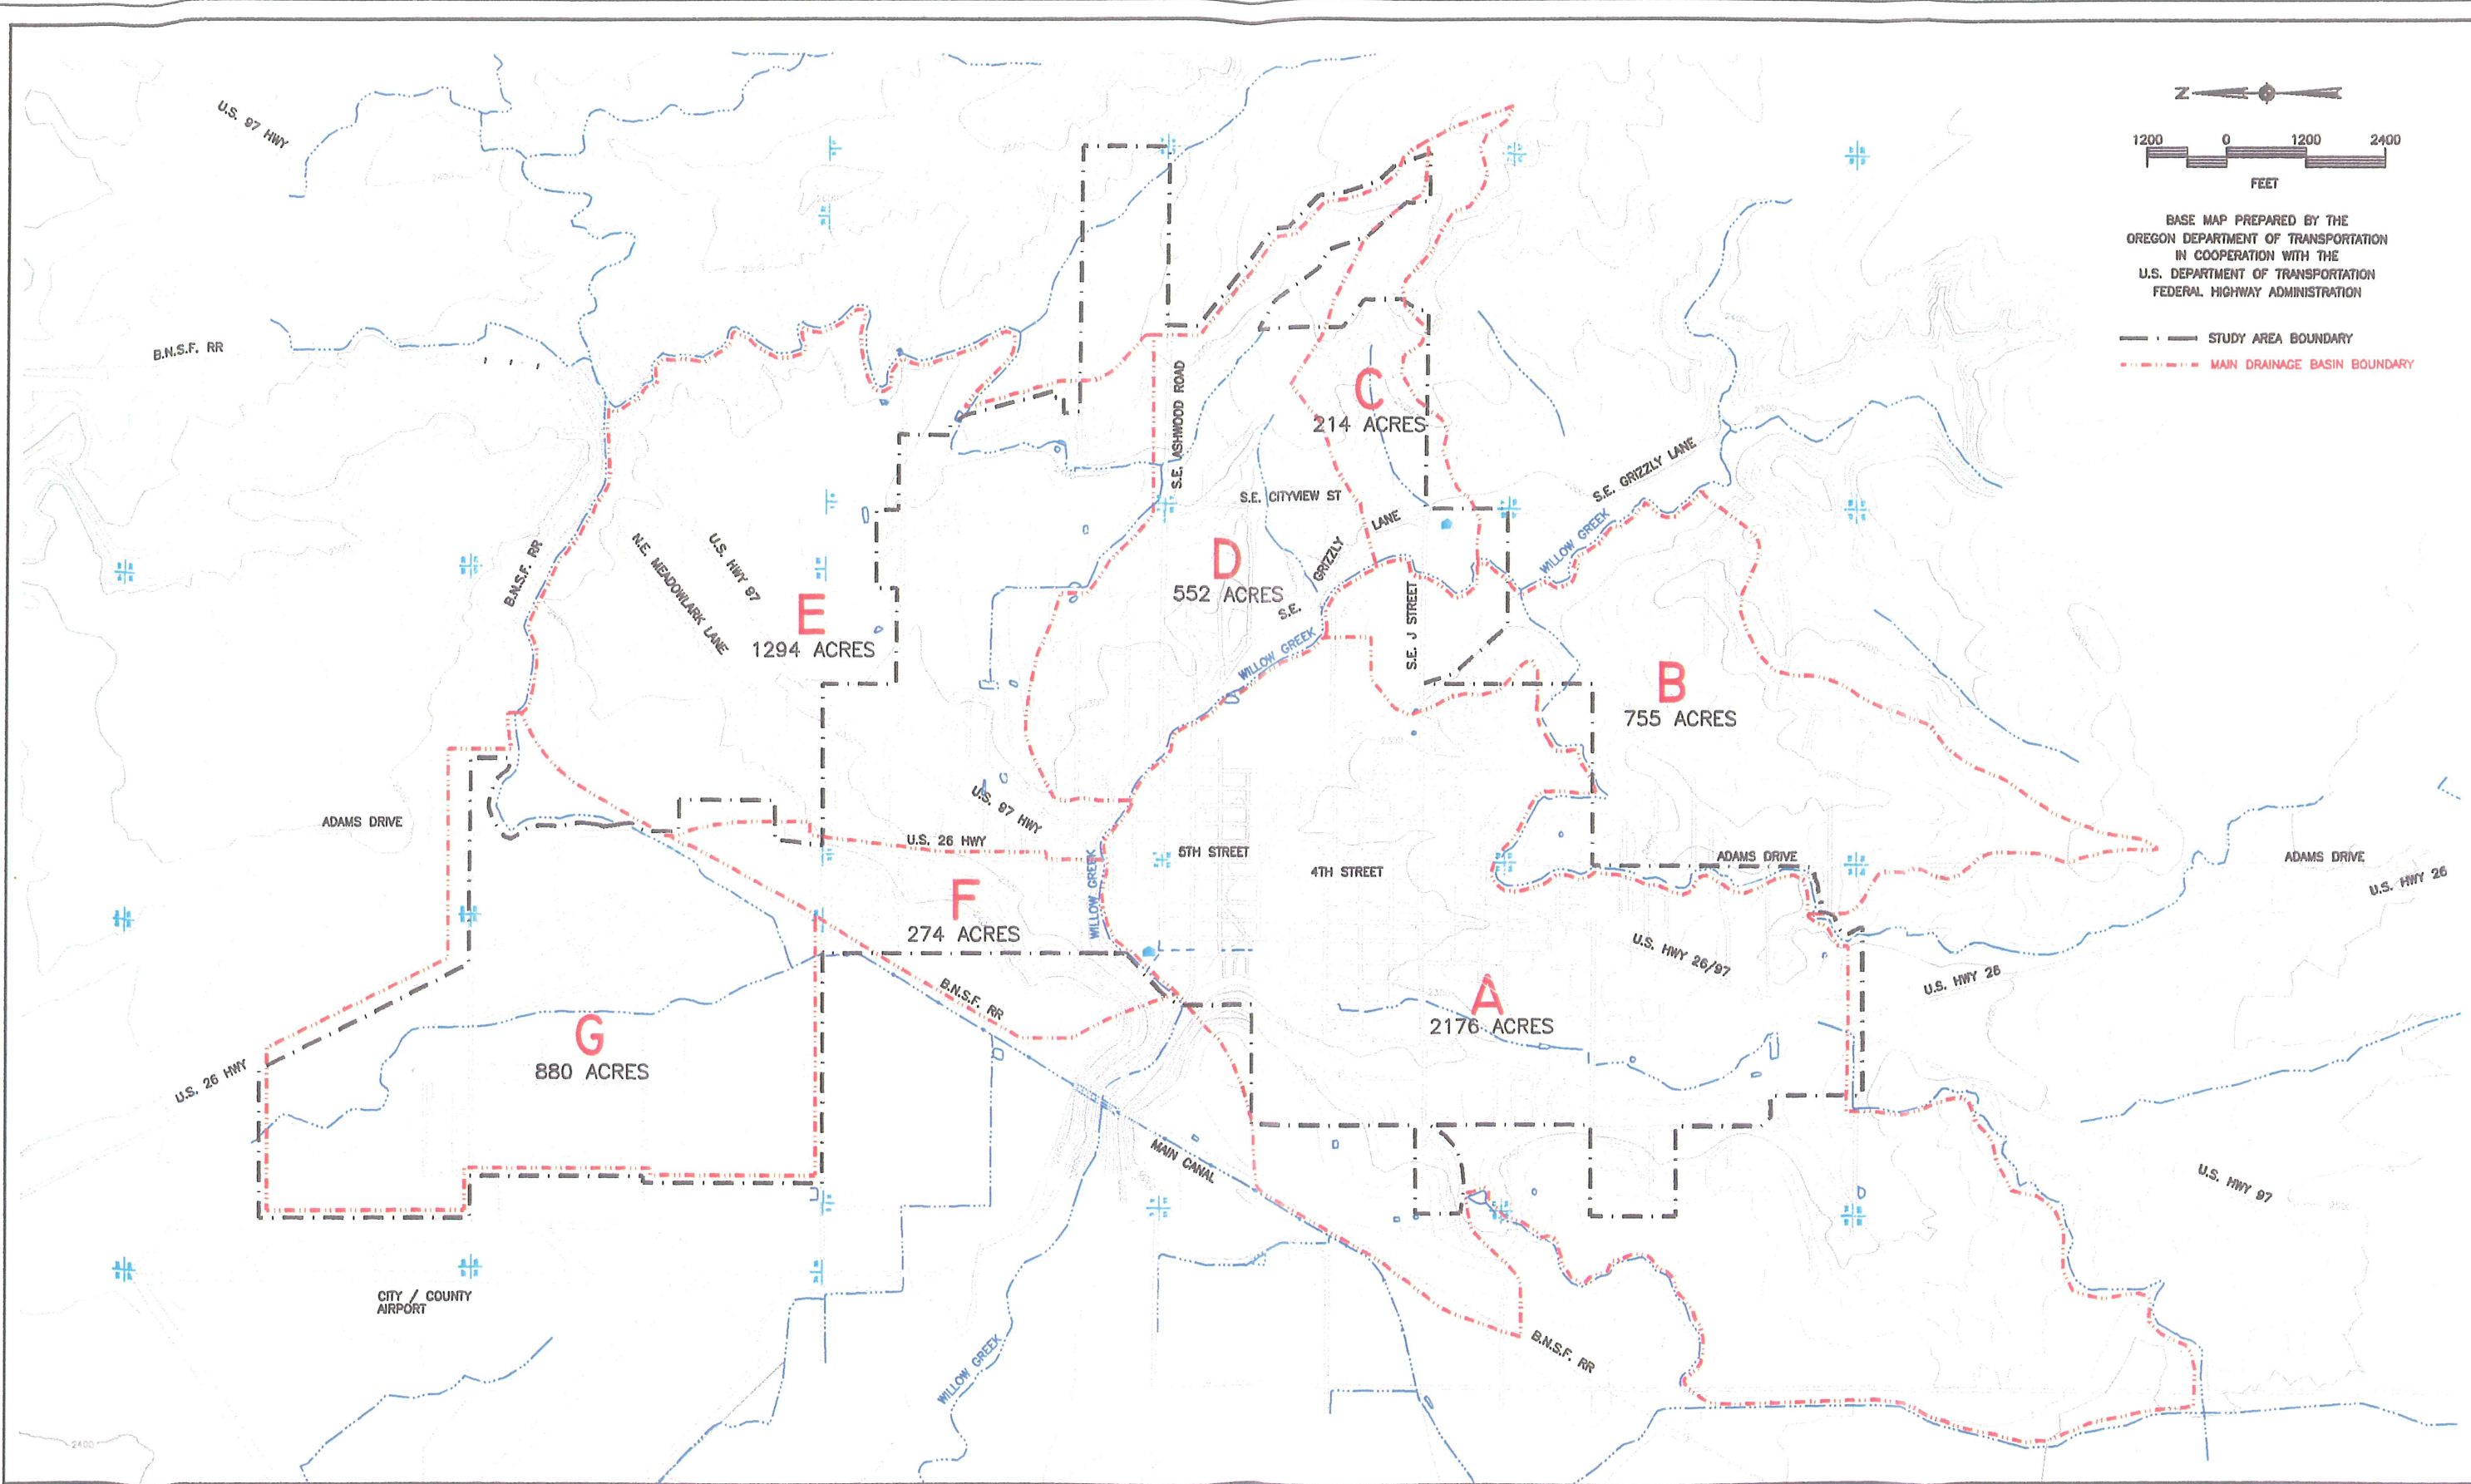 U.S. 97 HWY
N
1200 0 1200 2400
FEET
BASE MAP PREPARED BY THE
OREGON DEPARTMENT OF TRANSPORTATION
IN COOPERATION WITH THE
U.S. DEPARTMENT OF TRANSPORTATION
FEDERAL HIGHWAY ADMINISTRATION
STUDY AREA BOUNDARY
MAIN DRAINAGE BASIN BOUNDARY
B.N.S.F. RR
S.E. ASHWOOD ROAD
C
214 ACRES
S.E. GRIZZLY LANE
S.E. CITYVIEW ST
S.E. GRIZZLY LANE
WILLOW CREEK
B.N.S.F. RR
N.E. MEADOWLARK LANE
U.S. HWY 97
E
1294 ACRES
D
552 ACRES
WILLOW CREEK
S.E. J STREET
B
755 ACRES
ADAMS DRIVE
U.S. 97 HWY
U.S. 26 HWY
WILLOW CREEK
5TH STREET
4TH STREET
ADAMS DRIVE
ADAMS DRIVE
U.S. HWY 26
F
274 ACRES
U.S. HWY 26/97
U.S. HWY 26
B.N.S.F. RR
A
2176 ACRES
G
880 ACRES
U.S. 26 HWY
MAIN CANAL
U.S. HWY 97
CITY / COUNTY
AIRPORT
WILLOW CREEK
B.N.S.F. RR
2400